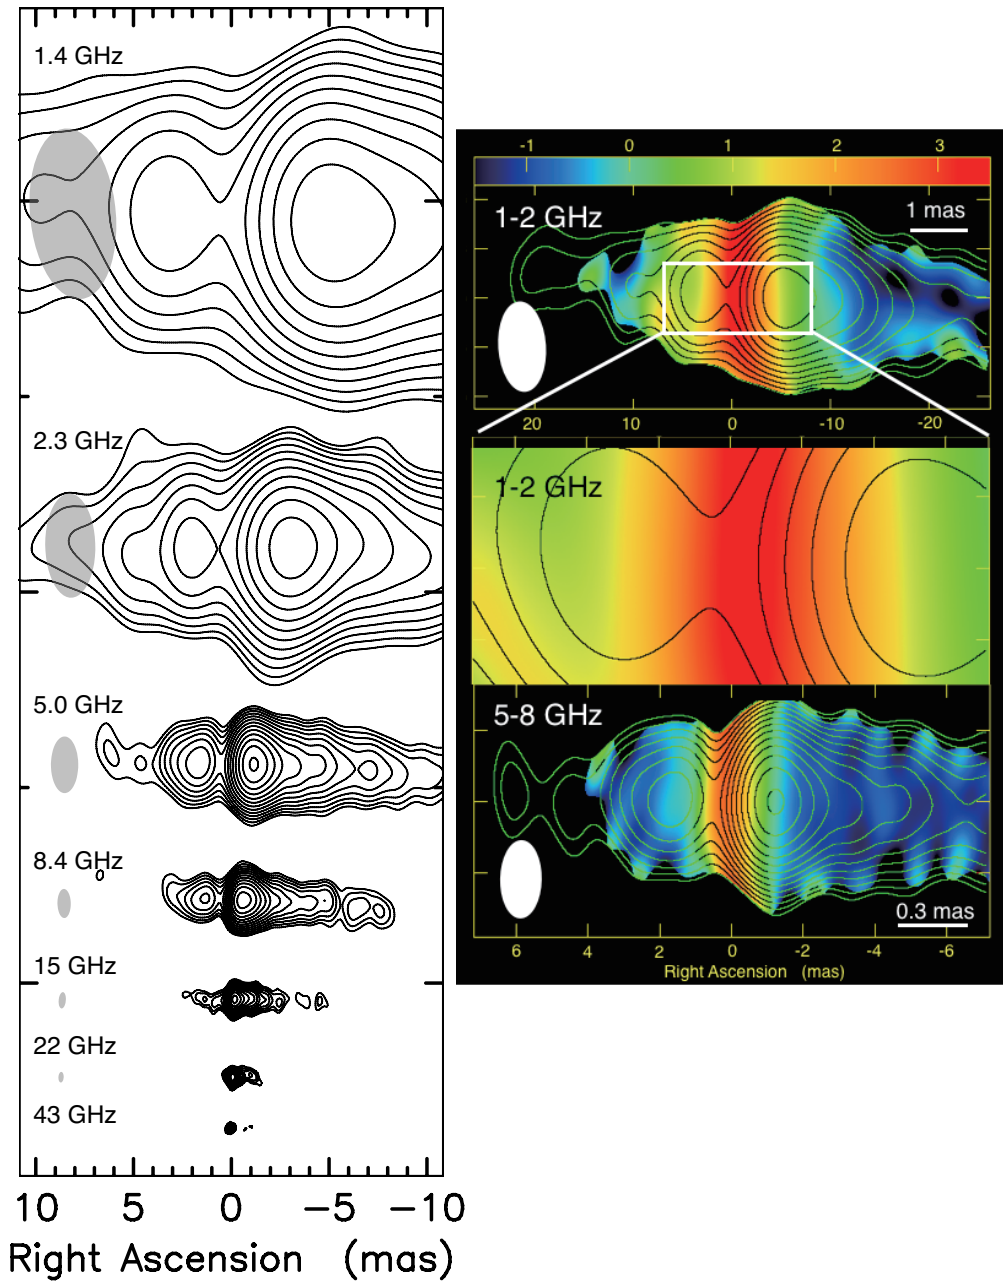 1.4 GHz
2.3 GHz
5.0 GHz
8.4 GHz
15 GHz
22 GHz
43 GHz
10 5 0 −5 −10
Right Ascension (mas)
-1 0 1 2 3
1-2 GHz
1 mas
20 10 0 -10 -20
1-2 GHz
5-8 GHz
0.3 mas
6 4 2 0 -2 -4 -6
Right Ascension (mas)